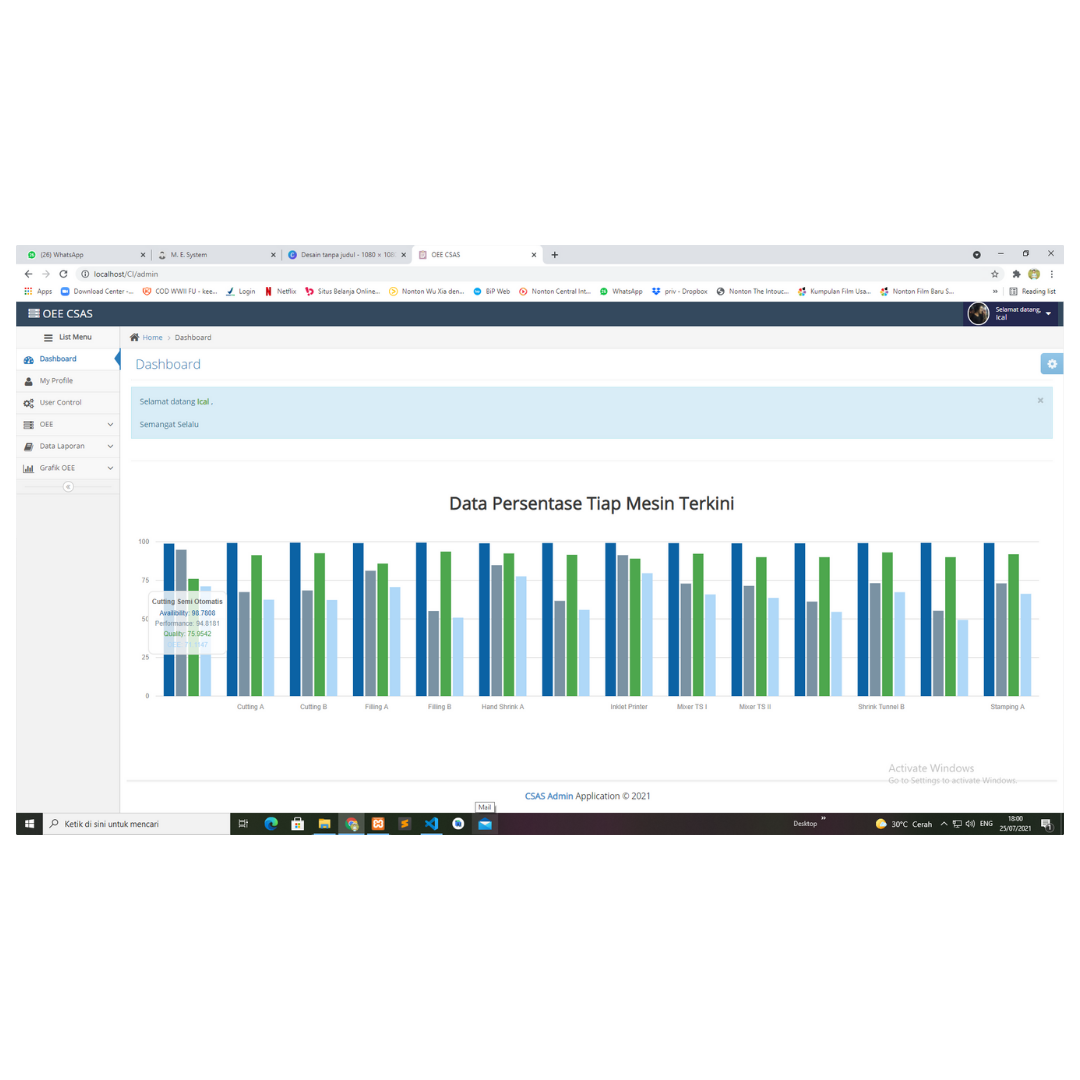 (26) WhatsApp
M. E. System
Desain tanpa judul - 1080 × 108
OEE CSAS
localhost/CI/admin
Apps Download Center -... COD WWII FU - kee... Login Netflix Situs Belanja Online... Nonton Wu Xia den... BiP Web Nonton Central Int... WhatsApp priv - Dropbox Nonton The Intouc... Kumpulan Film Usa... Nonton Film Baru S... » Reading list
OEE CSAS
Selamat datang,
Ical
List Menu
Home > Dashboard
Dashboard
My Profile
User Control
OEE
Data Laporan
Grafik OEE
Dashboard
Selamat datang Ical .
Semangat Selalu
Data Persentase Tiap Mesin Terkini
100
75
50
25
0
Cutting Semi Otomatis
Availibility: 98.7808
Performance: 94.8181
Quality: 75.9542
Cutting A
Cutting B
Filling A
Filling B
Hand Shrink A
Inklet Printer
Mixer TS I
Mixer TS II
Shrink Tunnel B
Stamping A
Activate Windows
Go to Settings to activate Windows.
CSAS Admin Application © 2021
Mail
Ketik di sini untuk mencari
Desktop »
30°C Cerah
ENG
18:00
25/07/2021
1